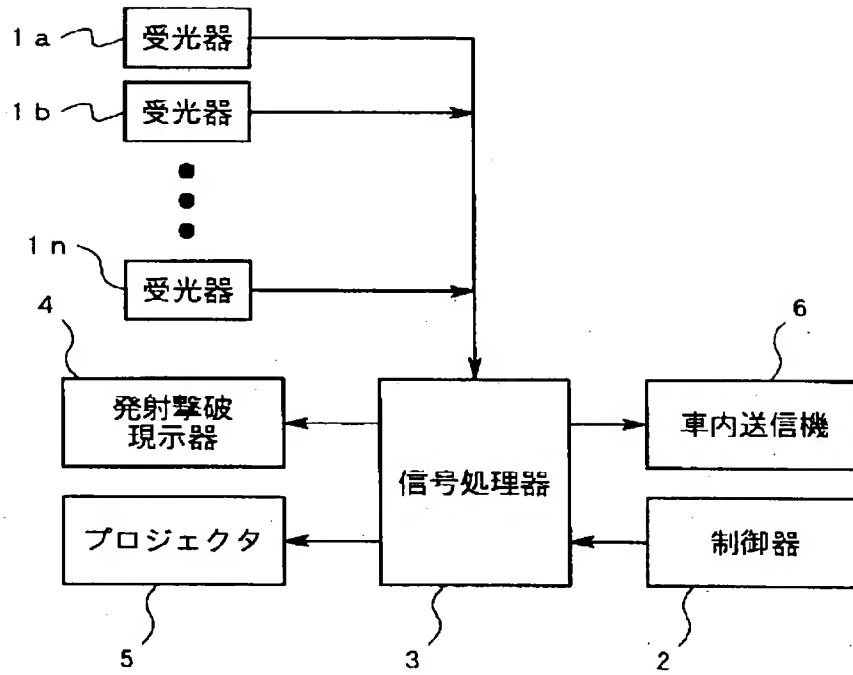 1a
受光器
1b
受光器
1n
受光器
4
6
発射撃破
現示器
信号処理器
車内送信機
プロジェクタ
制御器
5
3
2